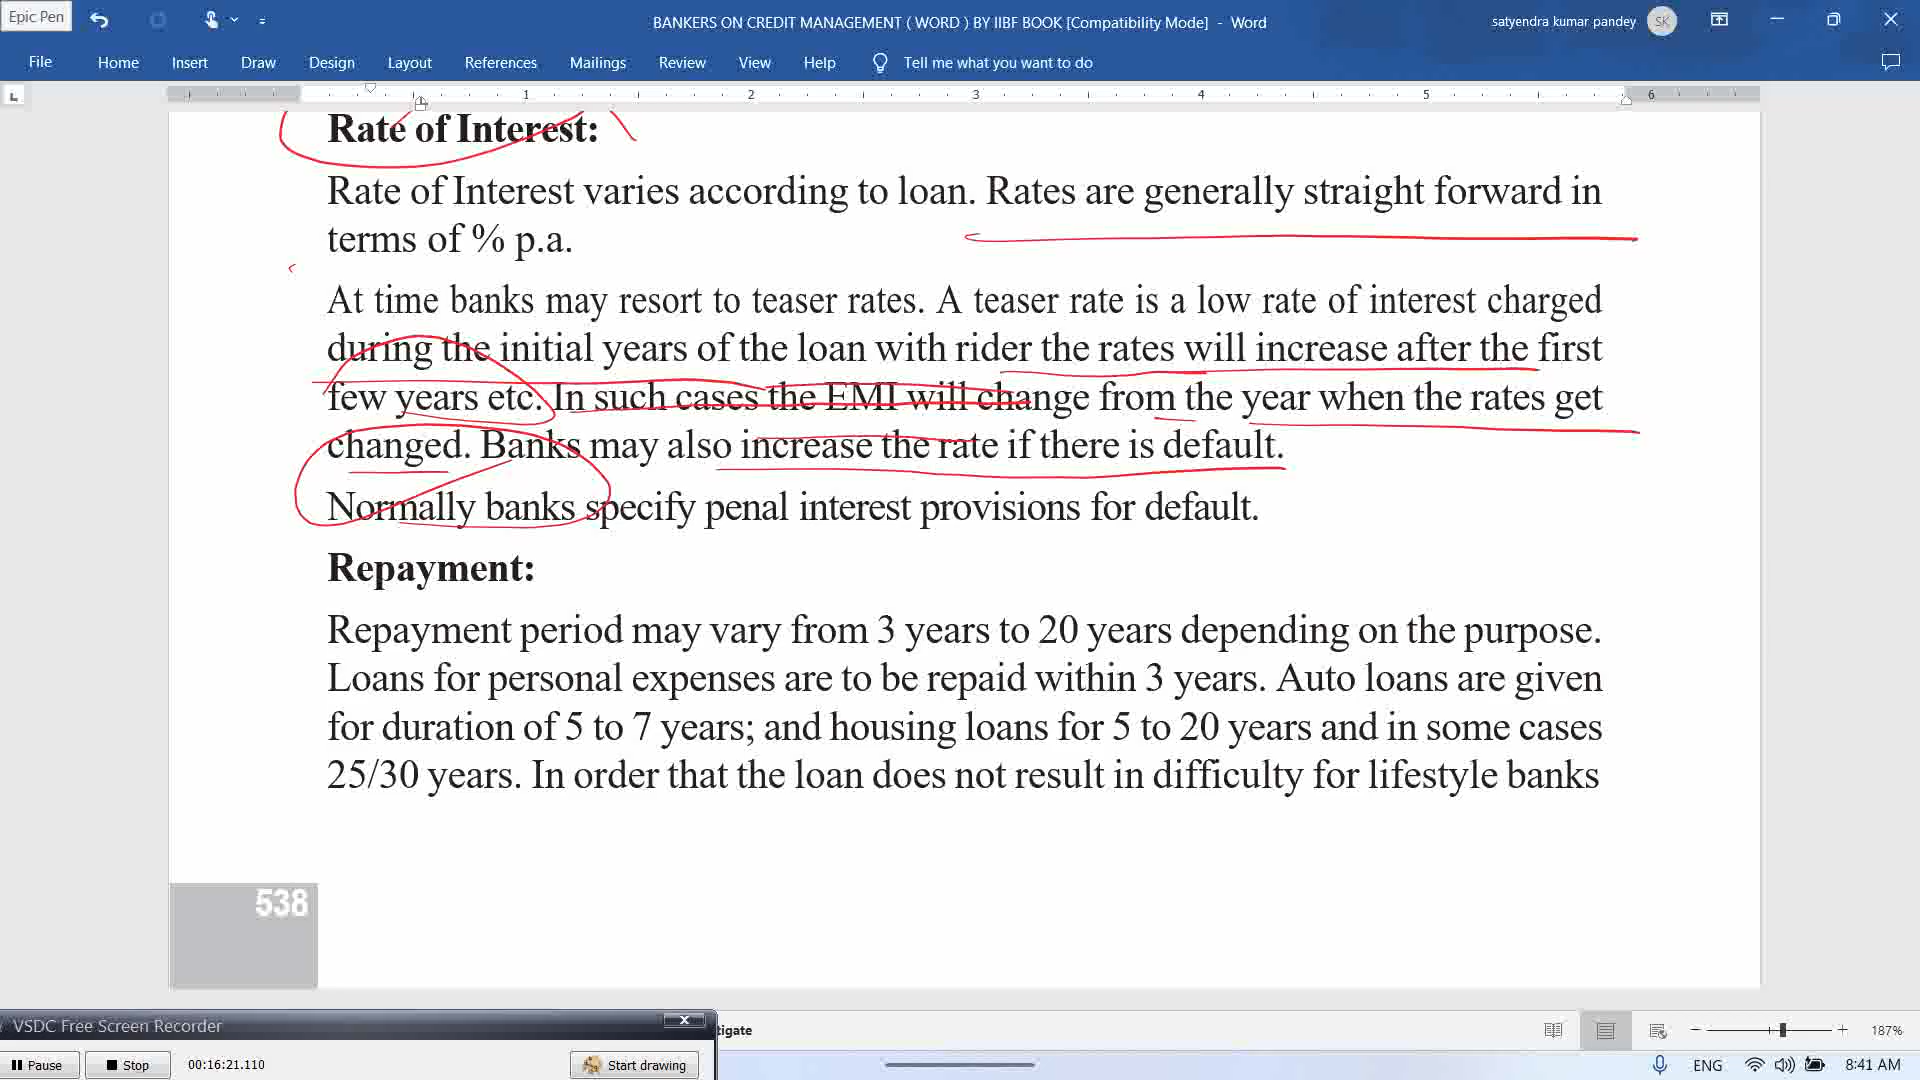 Epic Pen
BANKERS ON CREDIT MANAGEMENT ( WORD ) BY IIBF BOOK [Compatibility Mode] - Word
satyendra kumar pandey
SK
File Home Insert Draw Design Layout References Mailings Review View Help Tell me what you want to do
1 2 3 4 5 6
Rate of Interest:
Rate of Interest varies according to loan. Rates are generally straight forward in
terms of % p.a.
At time banks may resort to teaser rates. A teaser rate is a low rate of interest charged
during the initial years of the loan with rider the rates will increase after the first
few years etc. In such cases the EMI will change from the year when the rates get
changed. Banks may also increase the rate if there is default.
Normally banks specify penal interest provisions for default.
Repayment:
Repayment period may vary from 3 years to 20 years depending on the purpose.
Loans for personal expenses are to be repaid within 3 years. Auto loans are given
for duration of 5 to 7 years; and housing loans for 5 to 20 years and in some cases
25/30 years. In order that the loan does not result in difficulty for lifestyle banks
538
VSDC Free Screen Recorder
tigate
187%
Pause Stop 00:16:21.110 Start drawing
ENG 8:41 AM